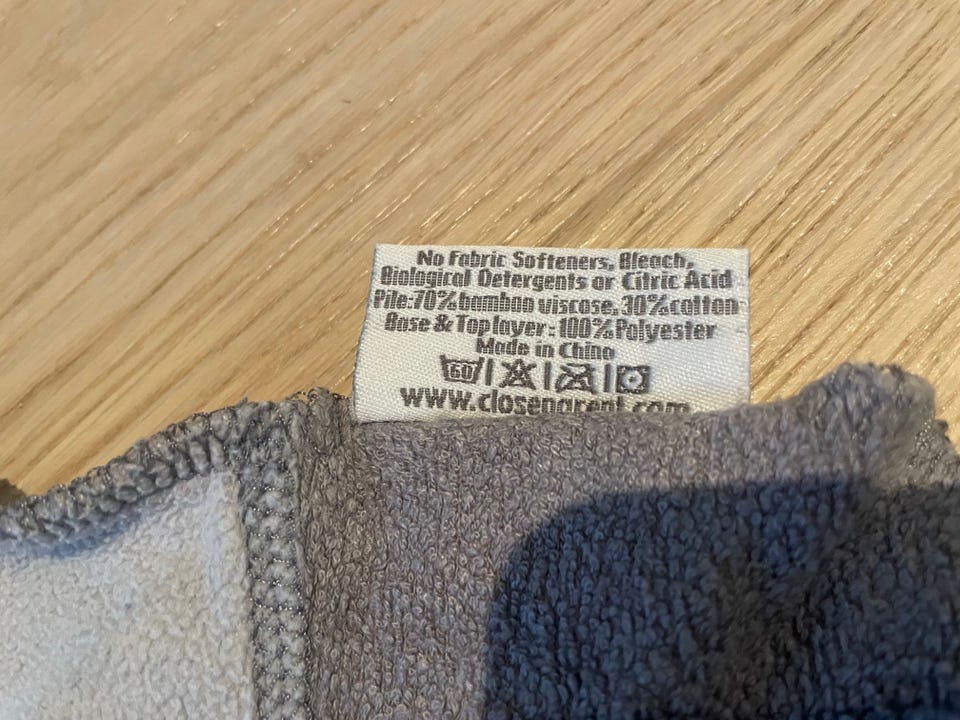 No Fabric Softeners, Bleach,
Biological Detergents or Citric Acid
Pile:70%bamboo viscose, 30%cotton
Base & Top layer: 100%Polyester
Made in China
60
www.closeparent.com